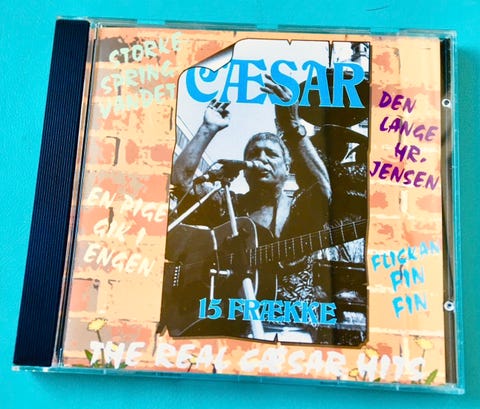 STORKE
SPRING
VANDET
CÆSAR
DEN
LANGE
HR.
JENSEN
EN PIGE
GIK I
ENGEN
FLICKAN
FIN
FIN
15 FRÆKKE
THE REAL CÆSAR HITS